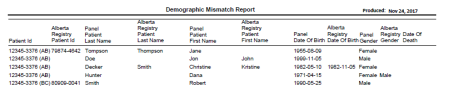 Demographic Mismatch Report Produced: Nov 24, 2017
Patient Id Alberta Registry Patient Id Panel Patient Last Name Alberta Registry Patient Last Name Panel Patient First Name Alberta Registry Patient First Name Panel Date Of Birth Alberta Registry Date Of Birth Panel Gender Alberta Registry Gender Date Of Death
12345-3376 (AB) 79874-4642 Tompson Thompson Jane 1955-08-09 Female
12345-3376 (AB) Doe Jon John 1999-11-05 Male
12345-3376 (AB) Decker Smith Christine Kristine 1982-05-10 1982-11-05 Female
12345-3376 (AB) Hunter Dana 1971-04-15 Female Male
12345-3376 (BC) 80909-0041 Smith Robert 1990-05-25 Male